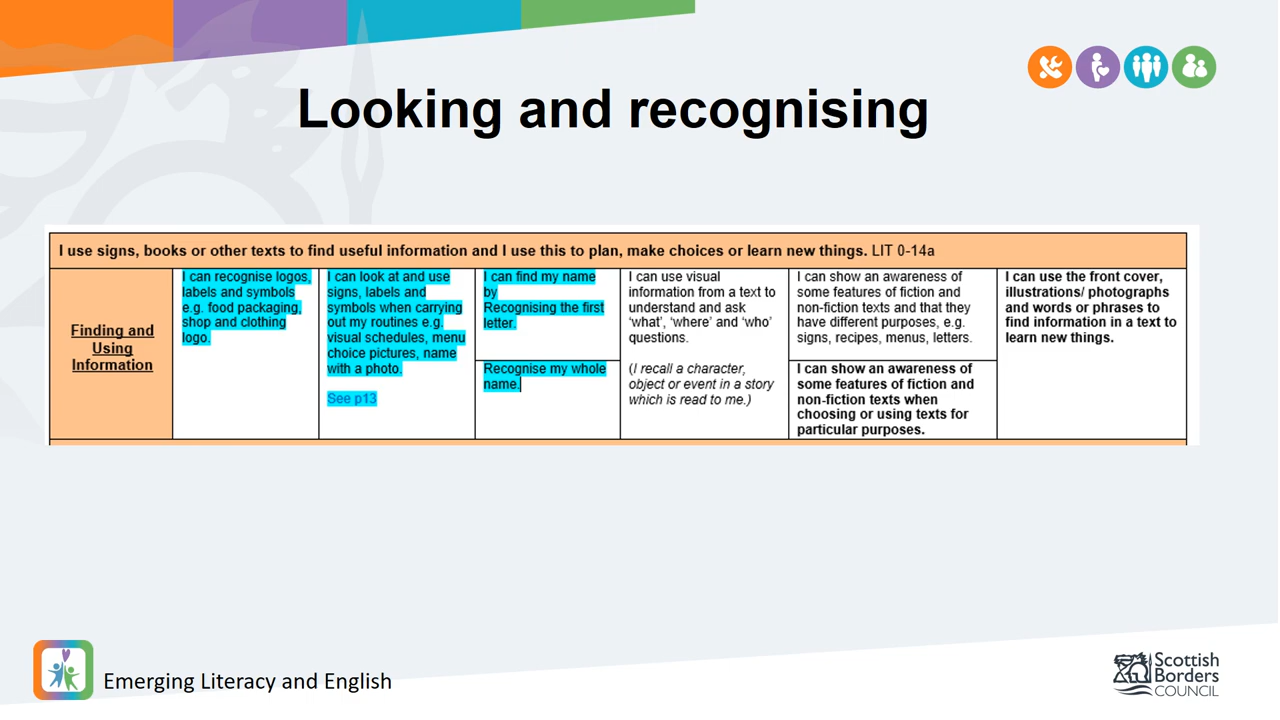 Looking and recognising
I use signs, books or other texts to find useful information and I use this to plan, make choices or learn new things. LIT 0-14a
Finding and
Using
Information
I can recognise logos,
labels and symbols
e.g. food packaging,
shop and clothing
logo.
I can look at and use
signs, labels and
symbols when carrying
out my routines e.g.
visual schedules, menu
choice pictures, name
with a photo.
See p13
I can find my name
by
Recognising the first
letter.
Recognise my whole
name.
I can use visual
information from a text to
understand and ask
‘what’, ‘where’ and ‘who’
questions.
(I recall a character,
object or event in a story
which is read to me.)
I can show an awareness of
some features of fiction and
non-fiction texts and that they
have different purposes, e.g.
signs, recipes, menus, letters.
I can show an awareness of
some features of fiction and
non-fiction texts when
choosing or using texts for
particular purposes.
I can use the front cover,
illustrations/ photographs
and words or phrases to
find information in a text to
learn new things.
Emerging Literacy and English
Scottish
Borders
COUNCIL